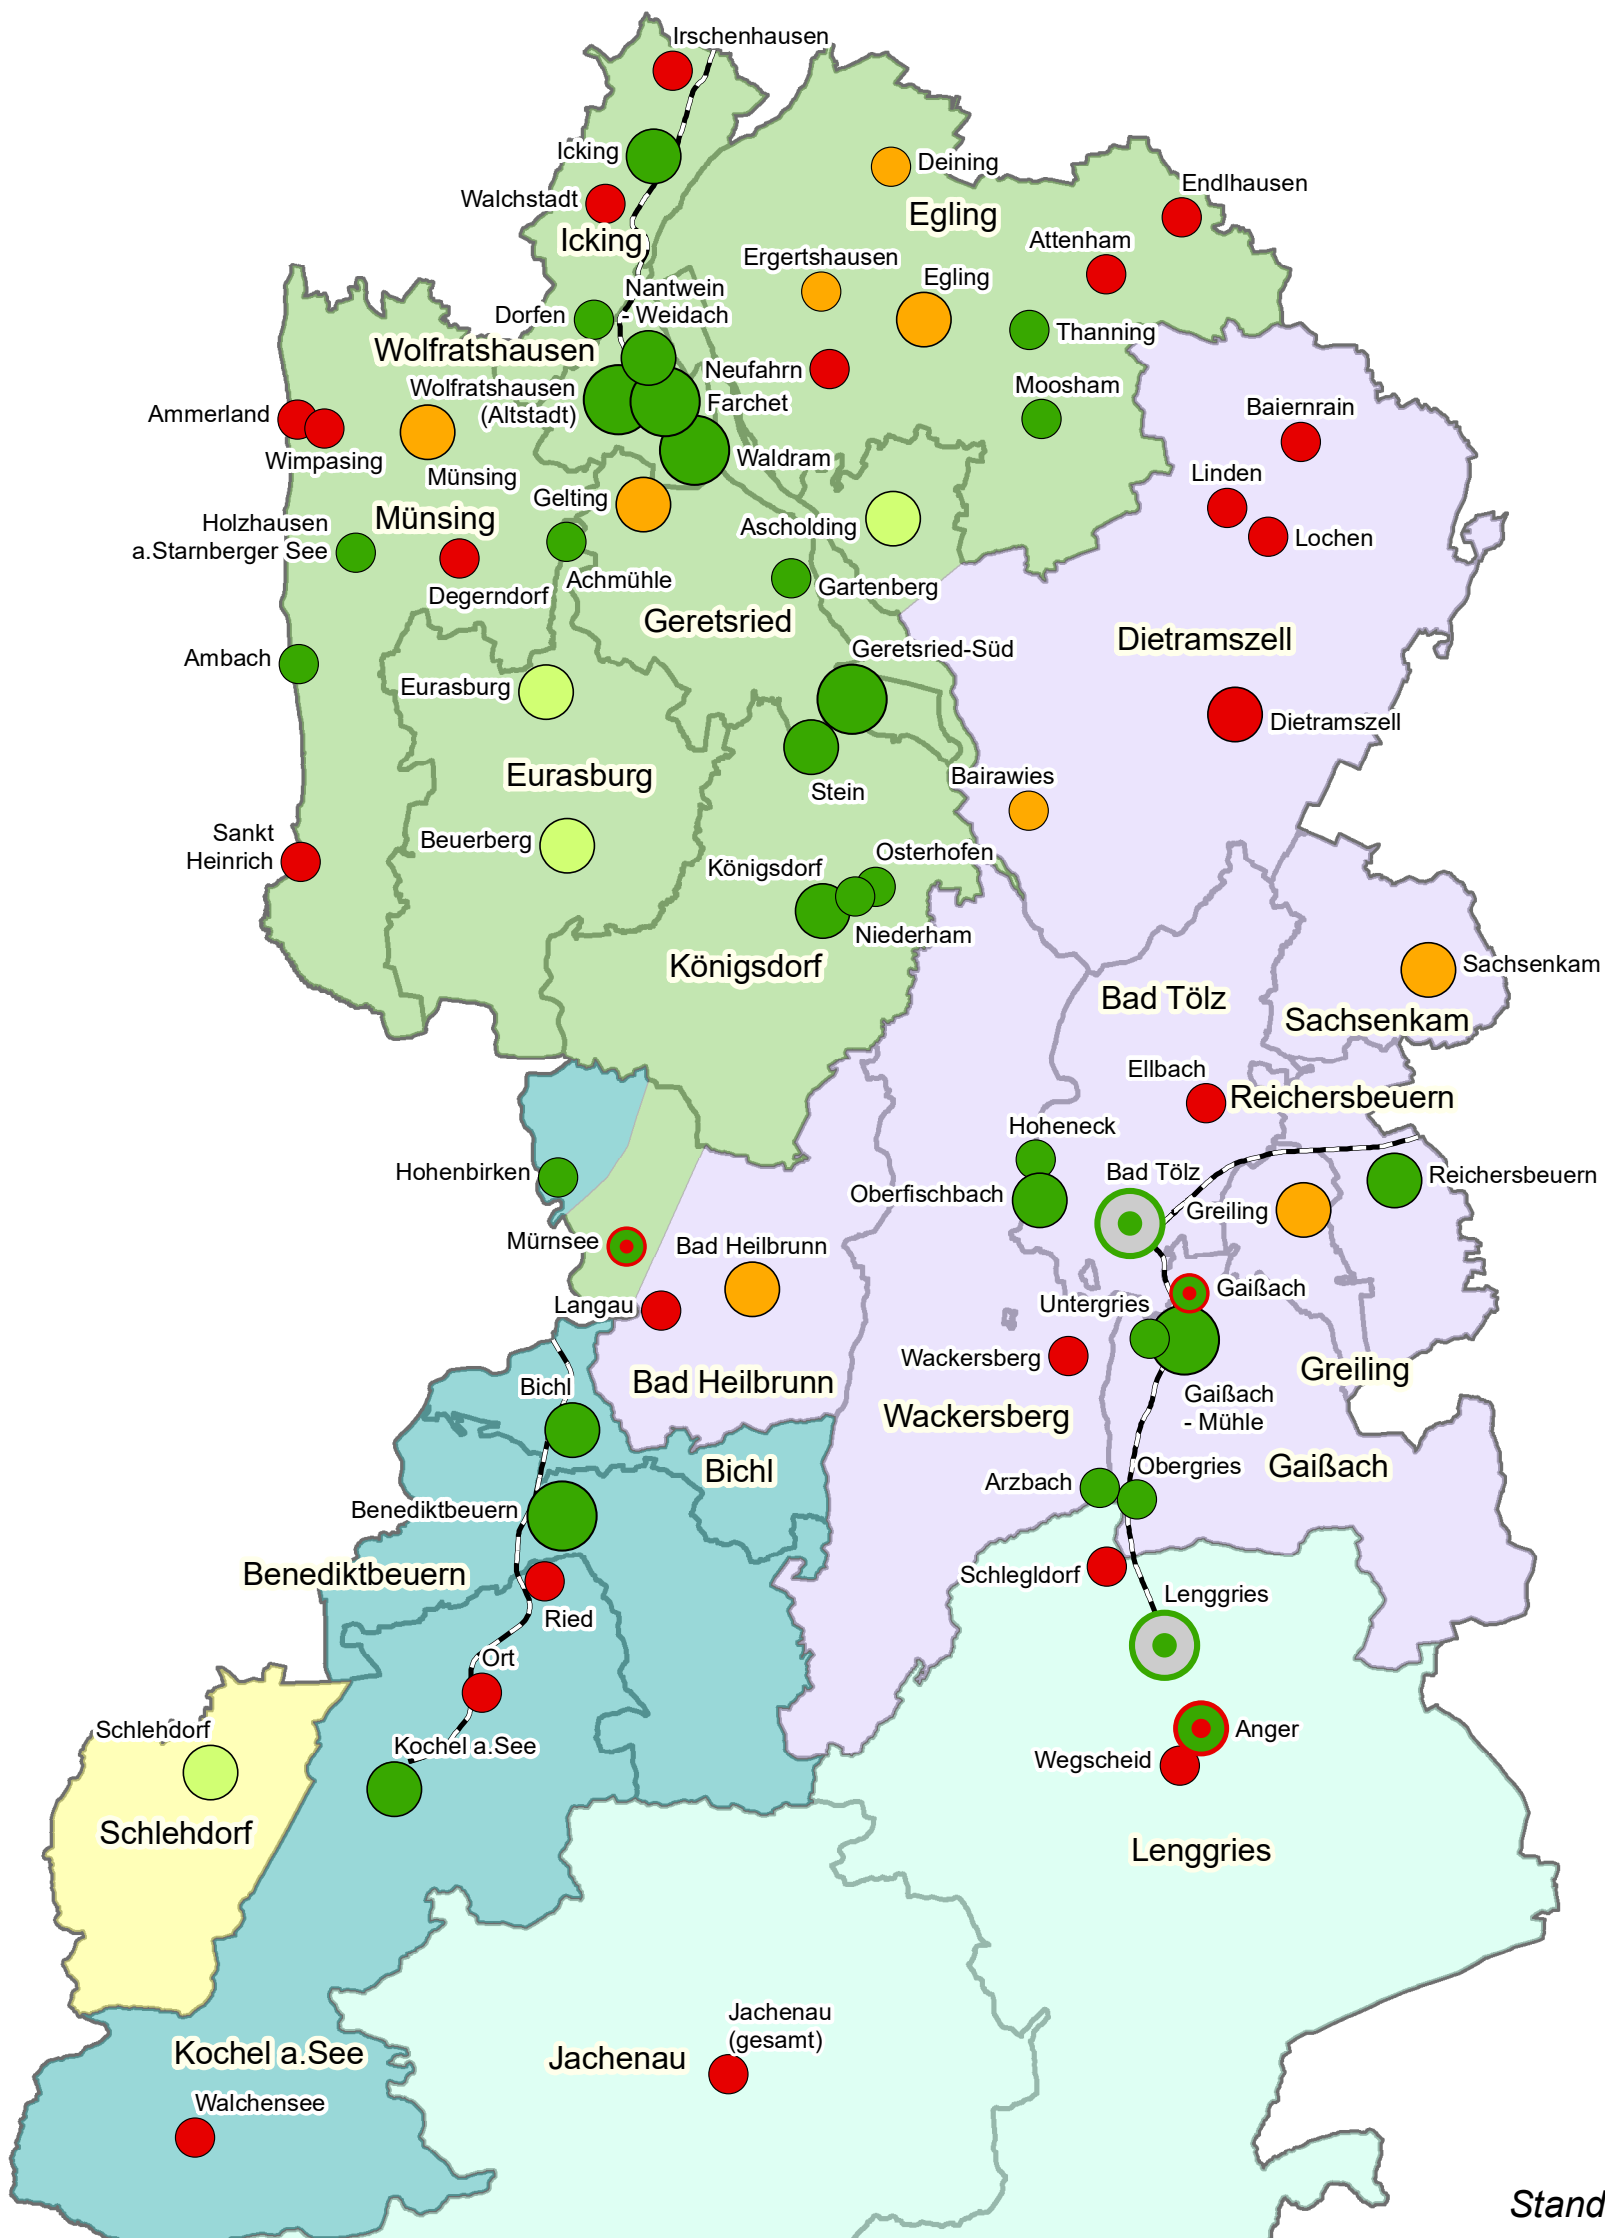 Irschenhausen
Icking
Deining
Endlhausen
Walchstadt
Egling
Icking
Attenham
Ergertshausen
Egling
Nantwein
- Weidach
Dorfen
Thanning
Wolfratshausen
Neufahrn
Moosham
Wolfratshausen
(Altstadt)
Farchet
Baiernrain
Ammerland
Wimpasing
Waldram
Münsing
Linden
Gelting
Holzhausen
a.Starnberger See
Münsing
Ascholding
Lochen
Achmühle
Degerndorf
Gartenberg
Geretsried
Dietramszell
Geretsried-Süd
Ambach
Eurasburg
Dietramszell
Eurasburg
Bairawies
Stein
Sankt
Heinrich
Beuerberg
Osterhofen
Königsdorf
Niederham
Königsdorf
Sachsenkam
Bad Tölz
Sachsenkam
Ellbach
Reichersbeuern
Hoheneck
Hohenbirken
Bad Tölz
Reichersbeuern
Oberfischbach
Greiling
Mürnsee
Bad Heilbrunn
Gaißach
Langau
Untergries
Wackersberg
Greiling
Bichl
Bad Heilbrunn
Gaißach
- Mühle
Wackersberg
Bichl
Obergries
Gaißach
Arzbach
Benediktbeuern
Benediktbeuern
Schlegldorf
Lenggries
Ried
Ort
Schlehdorf
Anger
Kochel a.See
Wegscheid
Schlehdorf
Lenggries
Jachenau
(gesamt)
Kochel a.See
Jachenau
Walchensee
Stand